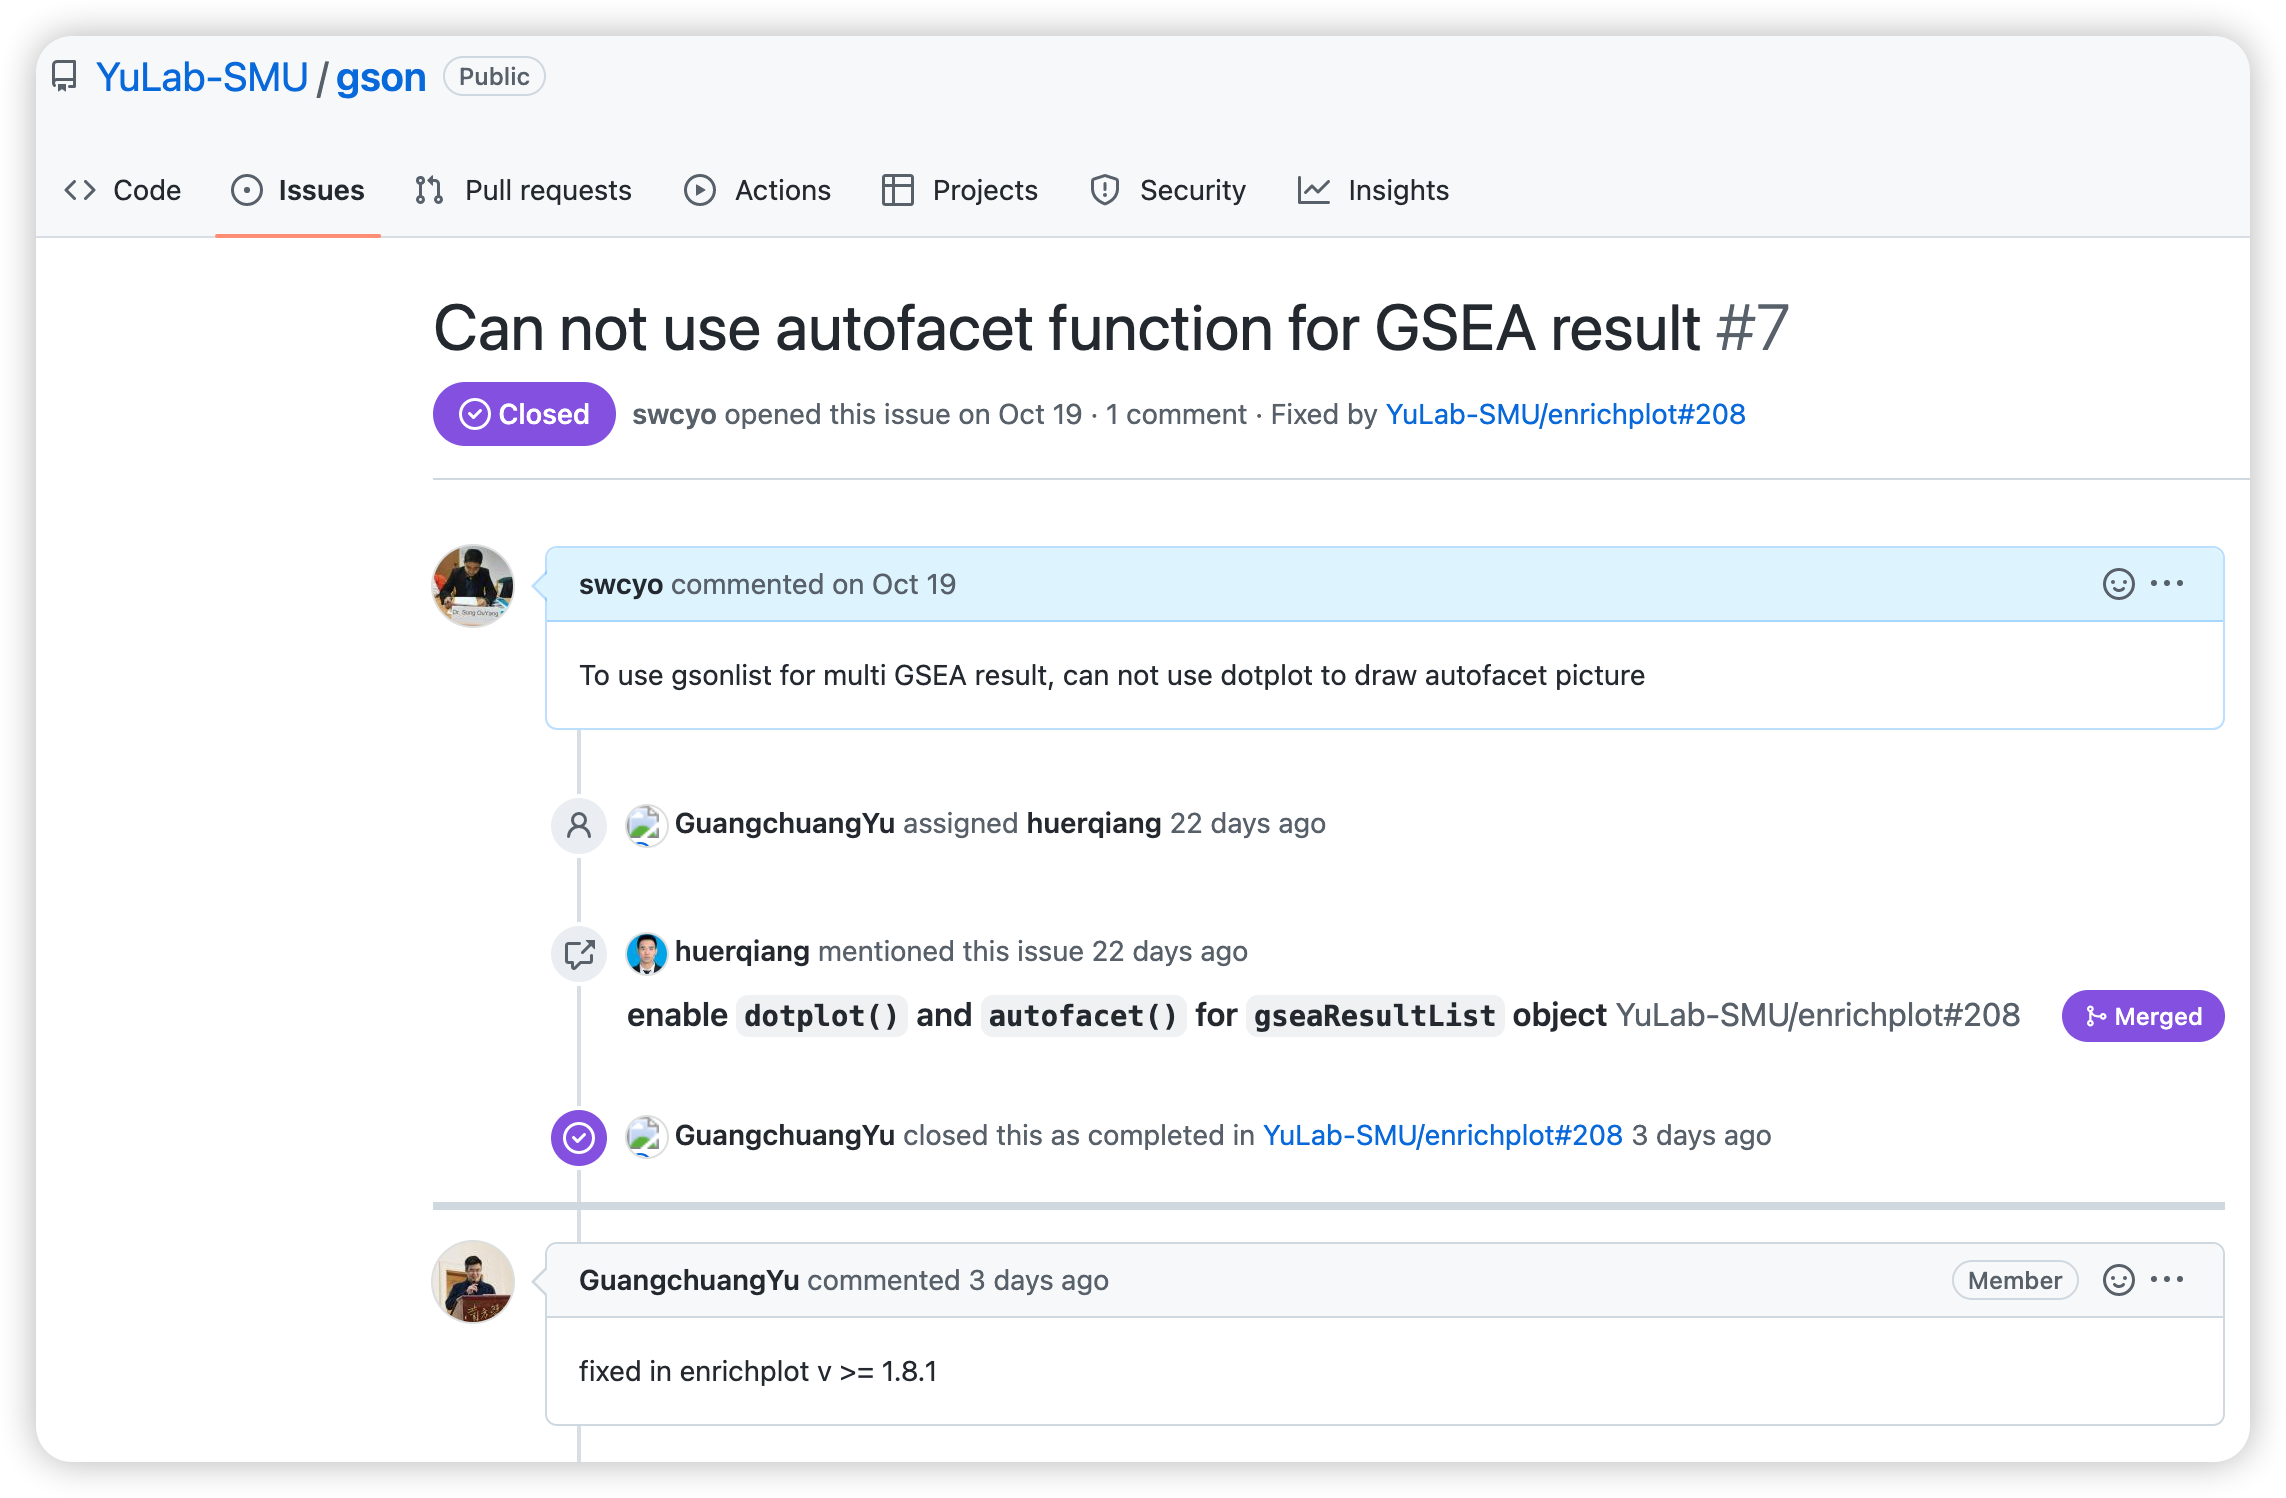 YuLab-SMU / gson Public
Code Issues Pull requests Actions Projects Security Insights
Can not use autofacet function for GSEA result #7
Closed swcyo opened this issue on Oct 19 · 1 comment · Fixed by YuLab-SMU/enrichplot#208
swcyo commented on Oct 19
Dr. Song OuYang
To use gsonlist for multi GSEA result, can not use dotplot to draw autofacet picture
GuangchuangYu assigned huerqiang 22 days ago
huerqiang mentioned this issue 22 days ago
enable dotplot() and autofacet() for gseaResultList object YuLab-SMU/enrichplot#208 Merged
GuangchuangYu closed this as completed in YuLab-SMU/enrichplot#208 3 days ago
GuangchuangYu commented 3 days ago Member
fixed in enrichplot v >= 1.8.1